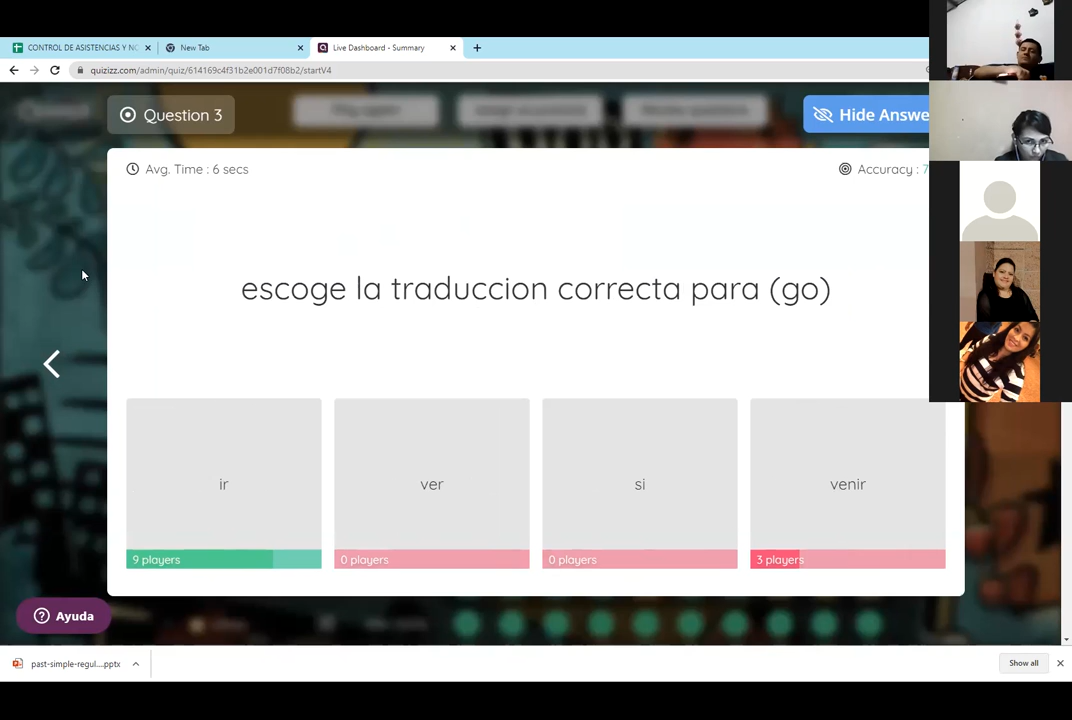 CONTROL DE ASISTENCIAS Y NO
New Tab
Live Dashboard - Summary
quizizz.com/admin/quiz/614169c4f31b2e001d7f08b2/startV4
Question 3
Hide Answe
Avg. Time : 6 secs
Accuracy : 7
escoge la traduccion correcta para (go)
ir
ver
si
venir
9 players
0 players
0 players
3 players
Ayuda
past-simple-regul....pptx
Show all